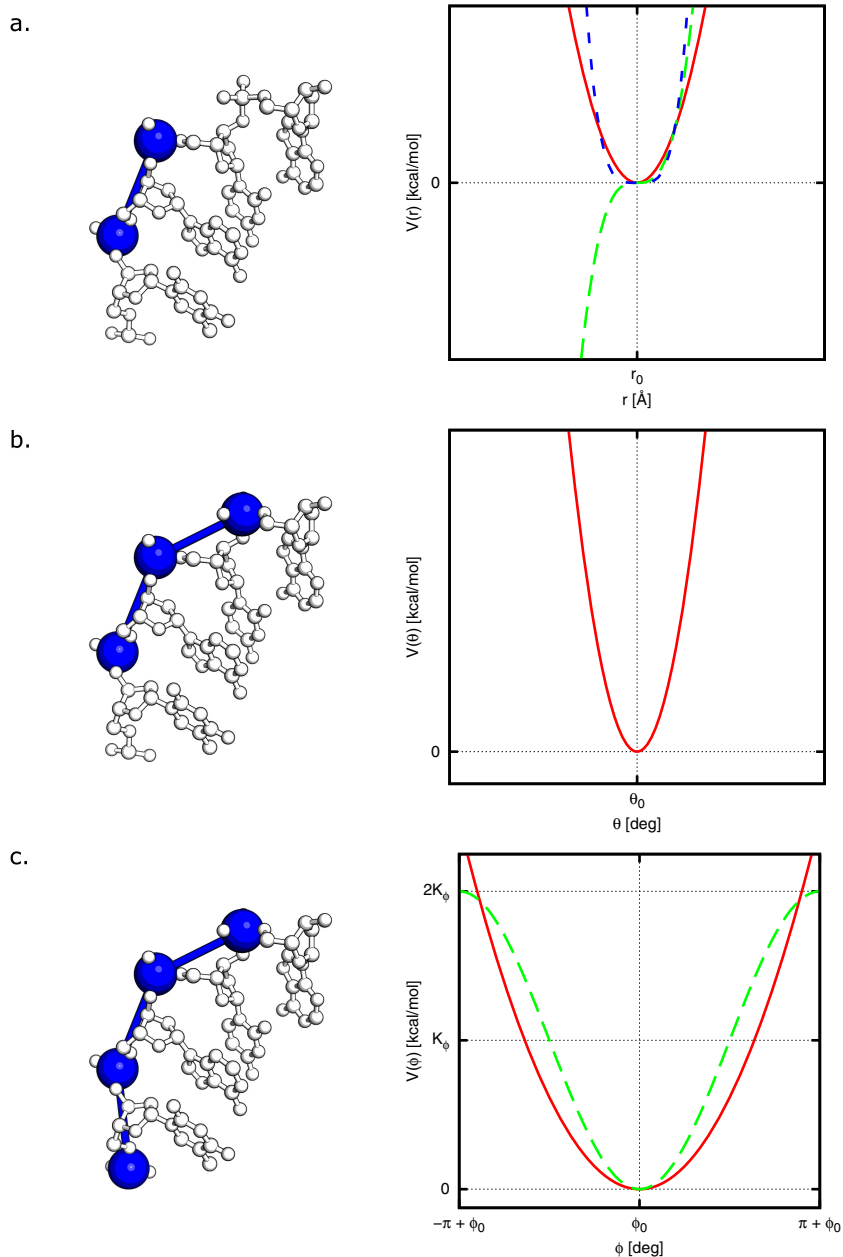 a.
V(r) [kcal/mol]
0
r₀
r [Å]
b.
V(θ) [kcal/mol]
0
θ₀
θ [deg]
c.
V(ϕ) [kcal/mol]
2Kϕ
Kϕ
0
−π + ϕ₀ ϕ₀ π + ϕ₀
ϕ [deg]